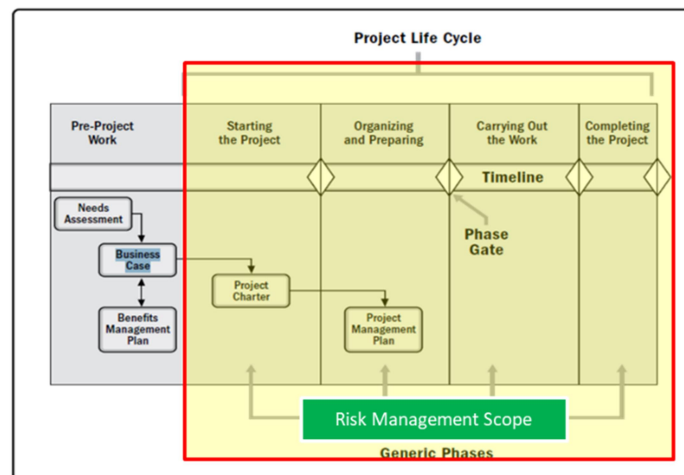 Project Life Cycle
Pre-Project
Work
Starting
the Project
Organizing
and Preparing
Carrying Out
the Work
Completing
the Project
Timeline
Needs
Assessment
Phase
Gate
Business
Case
Project
Charter
Benefits
Management
Plan
Project
Management
Plan
Risk Management Scope
Generic Phases